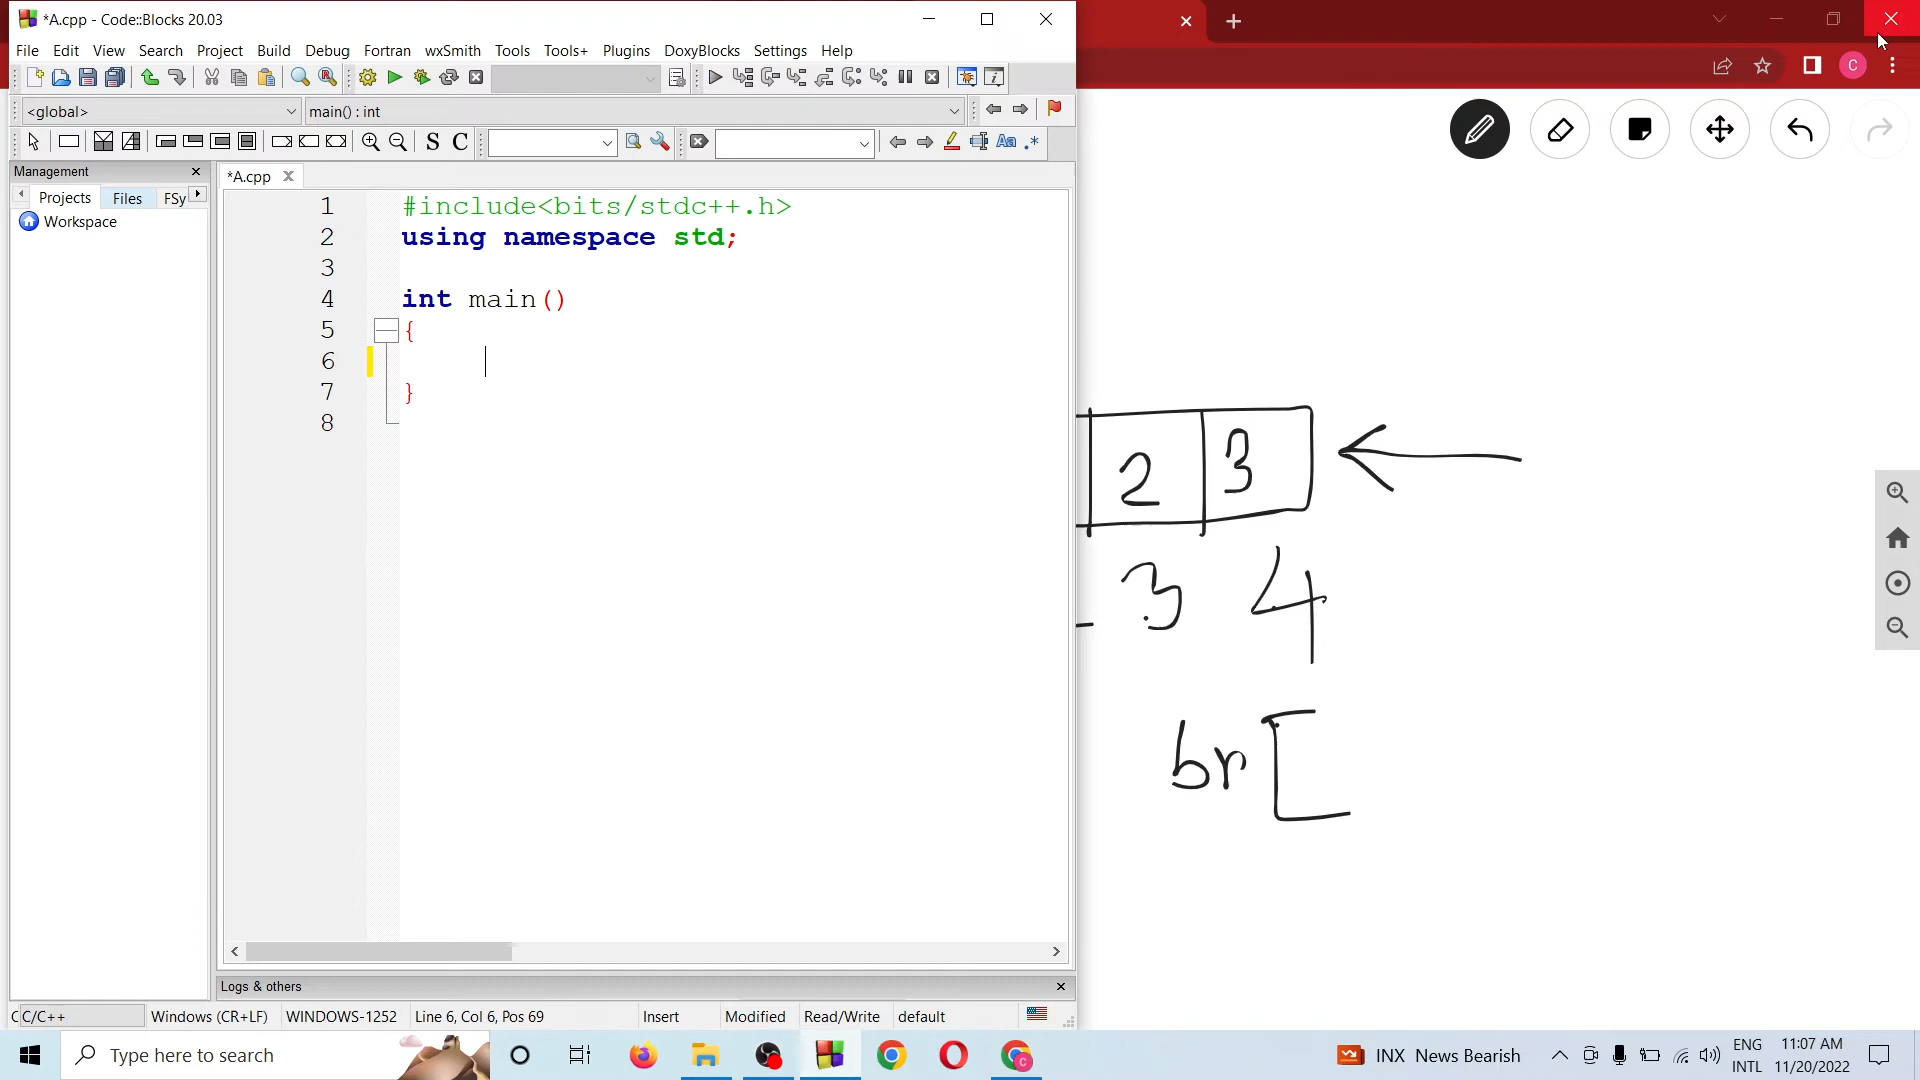 *A.cpp - Code::Blocks 20.03
File Edit View Search Project Build Debug Fortran wxSmith Tools Tools+ Plugins DoxyBlocks Settings Help
<global> main() : int
S C Aa .*
C
Management
Projects Files FSy
Workspace
*A.cpp
1 #include<bits/stdc++.h>
2 using namespace std;
3
4 int main()
5 {
6
7 }
8
2 3
3 4
br[
Logs & others
C C/C++ Windows (CR+LF) WINDOWS-1252 Line 6, Col 6, Pos 69 Insert Modified Read/Write default
Type here to search
INX News Bearish
ENG
INTL
11:07 AM
11/20/2022